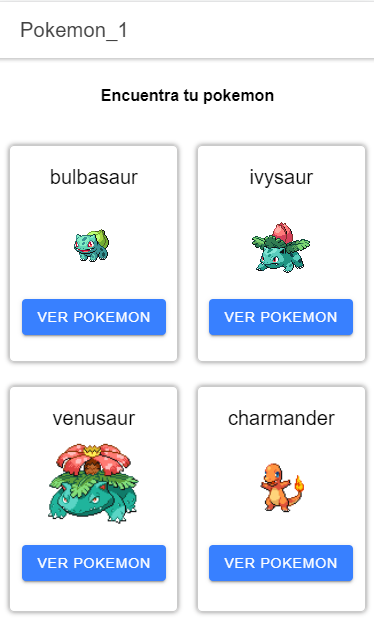 Pokemon_1
Encuentra tu pokemon
bulbasaur
ivysaur
VER POKEMON
VER POKEMON
venusaur
charmander
VER POKEMON
VER POKEMON